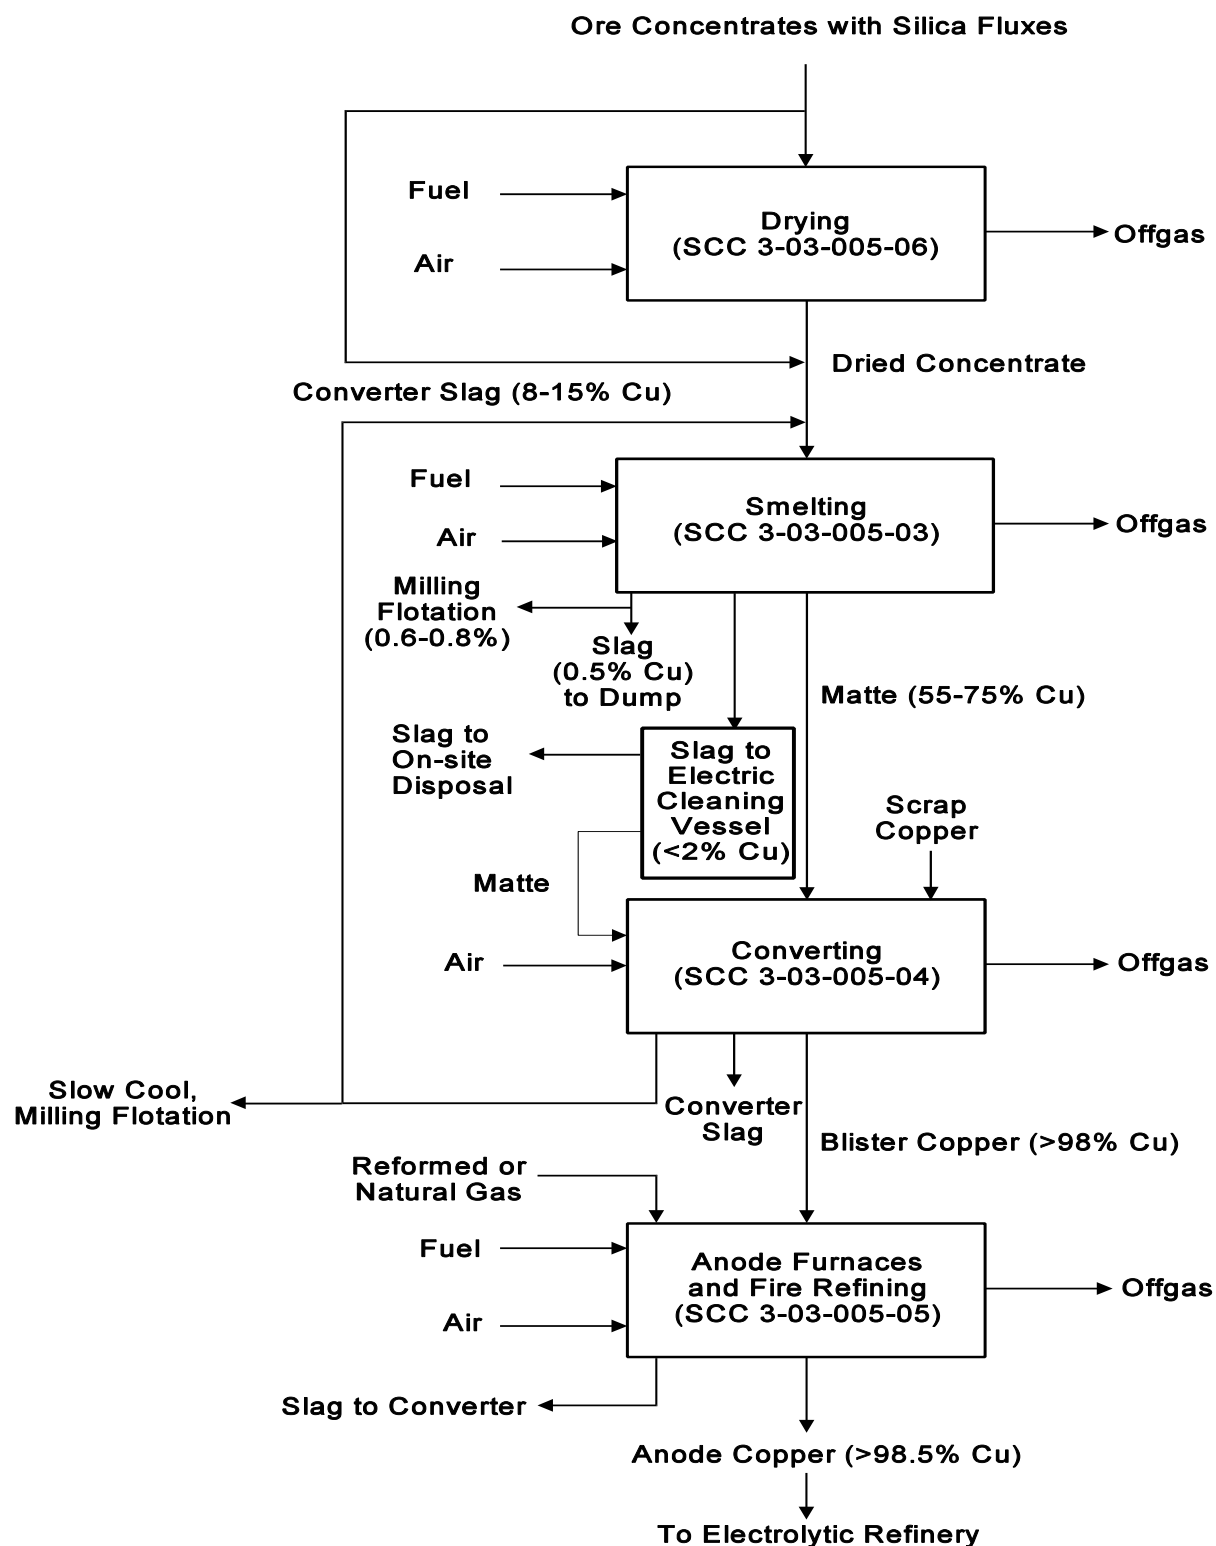 Ore Concentrates with Silica Fluxes
Fuel
Air
Drying
(SCC 3-03-005-06)
Offgas
Dried Concentrate
Converter Slag (8-15% Cu)
Fuel
Air
Smelting
(SCC 3-03-005-03)
Offgas
Milling
Flotation
(0.6-0.8%)
Slag
(0.5% Cu)
to Dump
Matte (55-75% Cu)
Slag to
On-site
Disposal
Slag to
Electric
Cleaning
Vessel
(<2% Cu)
Scrap
Copper
Matte
Air
Converting
(SCC 3-03-005-04)
Offgas
Slow Cool,
Milling Flotation
Converter
Slag
Blister Copper (>98% Cu)
Reformed or
Natural Gas
Fuel
Air
Anode Furnaces
and Fire Refining
(SCC 3-03-005-05)
Offgas
Slag to Converter
Anode Copper (>98.5% Cu)
To Electrolytic Refinery